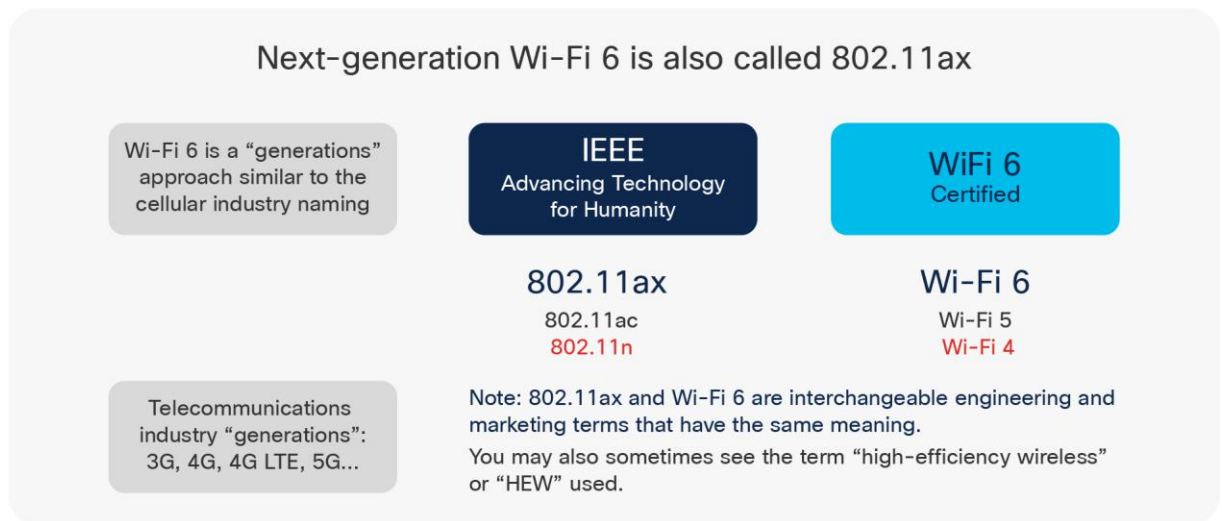 Next-generation Wi-Fi 6 is also called 802.11ax
Wi-Fi 6 is a “generations”
approach similar to the
cellular industry naming
IEEE
Advancing Technology
for Humanity
WiFi 6
Certified
802.11ax
802.11ac
802.11n
Wi-Fi 6
Wi-Fi 5
Wi-Fi 4
Telecommunications
industry “generations”:
3G, 4G, 4G LTE, 5G...
Note: 802.11ax and Wi-Fi 6 are interchangeable engineering and
marketing terms that have the same meaning.
You may also sometimes see the term “high-efficiency wireless”
or “HEW” used.